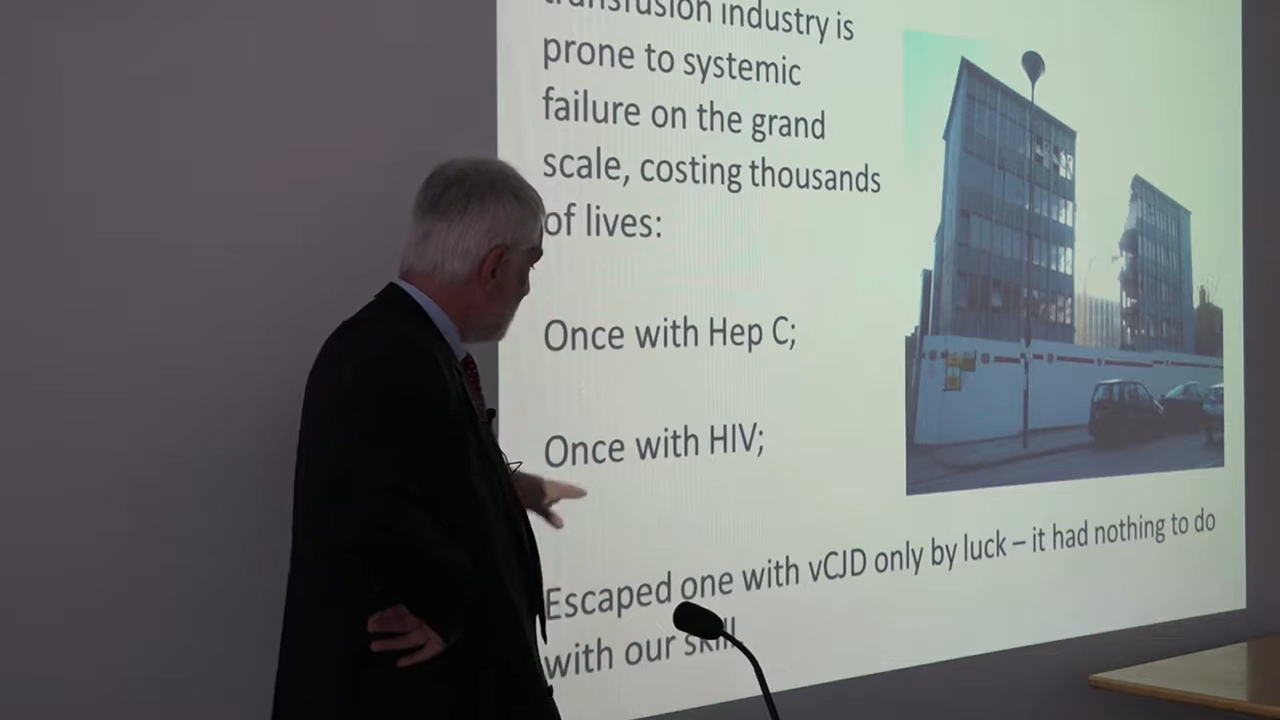 transfusion industry is
prone to systemic
failure on the grand
scale, costing thousands
of lives:
Once with Hep C;
Once with HIV;
Escaped one with vCJD only by luck – it had nothing to do
with our skill.